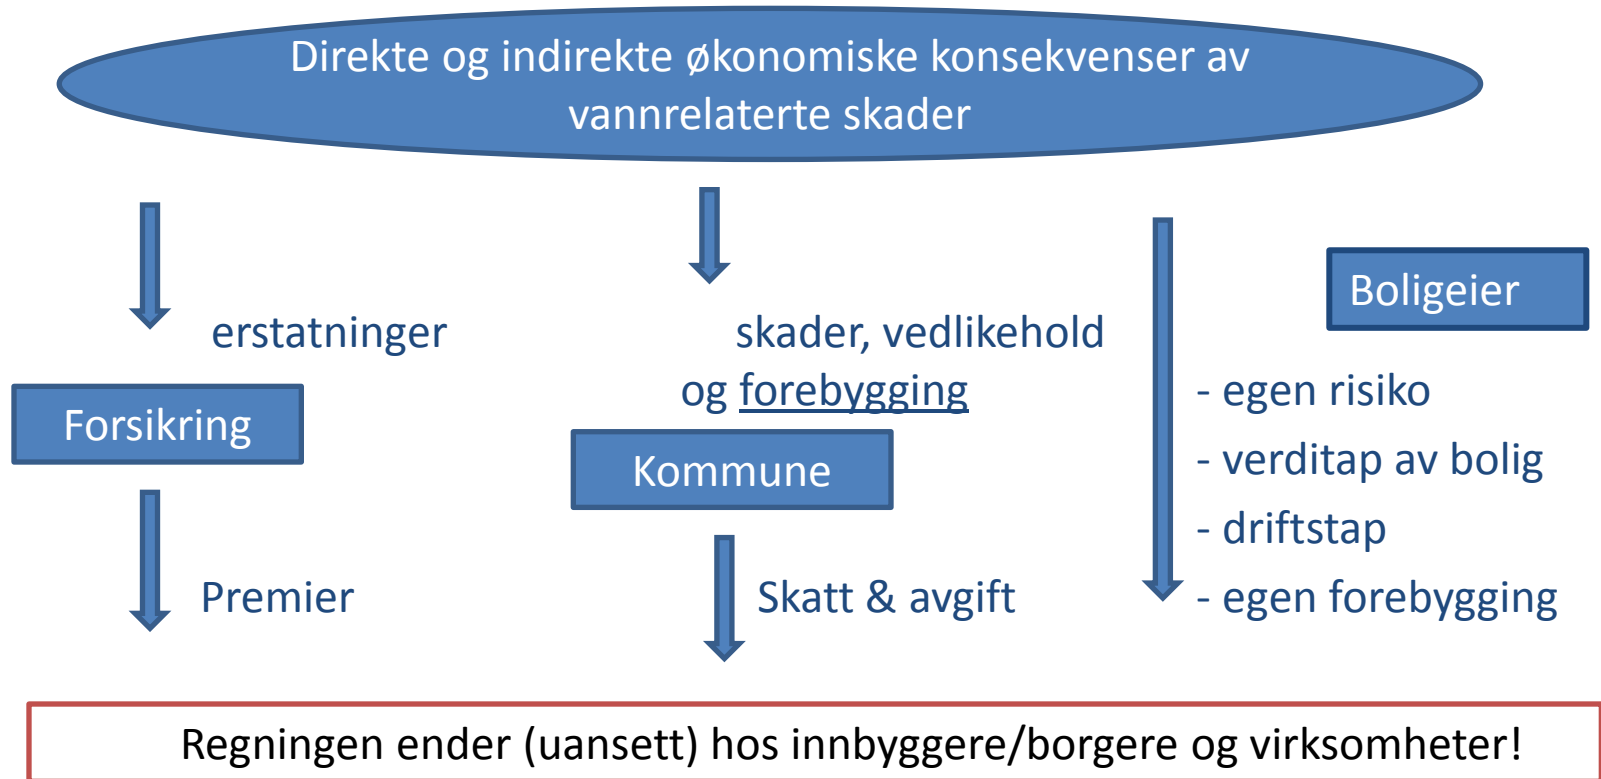 Direkte og indirekte økonomiske konsekvenser av
vannrelaterte skader
erstatninger
Forsikring
Premier
skader, vedlikehold
og forebygging
Kommune
Skatt & avgift
Boligeier
- egen risiko
- verditap av bolig
- driftstap
- egen forebygging
Regningen ender (uansett) hos innbyggere/borgere og virksomheter!